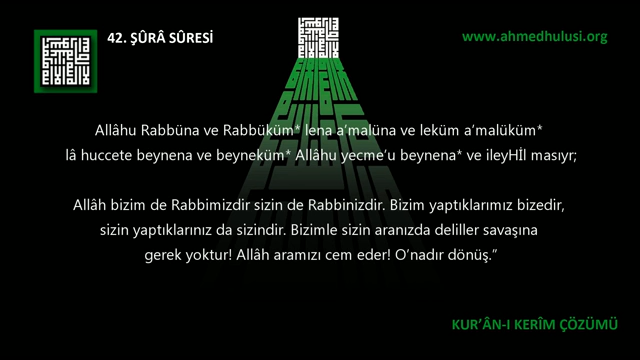 42. ŞÛRÂ SÛRESİ
www.ahmedhulusi.org
Allâhu Rabbüna ve Rabbüküm* lena a’malüna ve leküm a’malüküm*
lâ huccete beynena ve beyneküm* Allâhu yecme’u beynena* ve ileyHİl masıyr;
Allâh bizim de Rabbimizdir sizin de Rabbinizdir. Bizim yaptıklarımız bizedir,
sizin yaptıklarınız da sizindir. Bizimle sizin aranızda deliller savaşına
gerek yoktur! Allâh aramızı cem eder! O’nadır dönüş.”
KUR’ÂN-I KERÎM ÇÖZÜMÜ